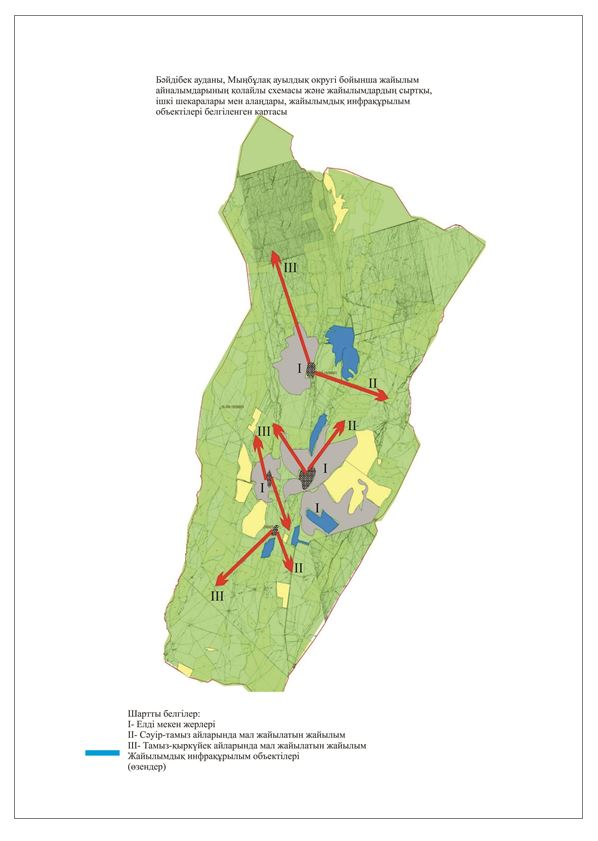 Бәйдібек ауданы, Мыңбұлақ ауылдық округі бойынша жайылым
айналымдарының қолайлы схемасы және жайылымдардың сыртқы,
ішкі шекаралары мен алаңдары, жайылымдық инфрақұрылым
объектілері белгіленген картасы
III
I
II
III
II
I
I
I
II
III
Шартты белгілер:
I- Елді мекен жерлері
II- Сәуір-тамыз айларында мал жайылатын жайылым
III- Тамыз-қыркүйек айларында мал жайылатын жайылым
Жайылымдық инфрақұрылым объектілері
(өзендер)